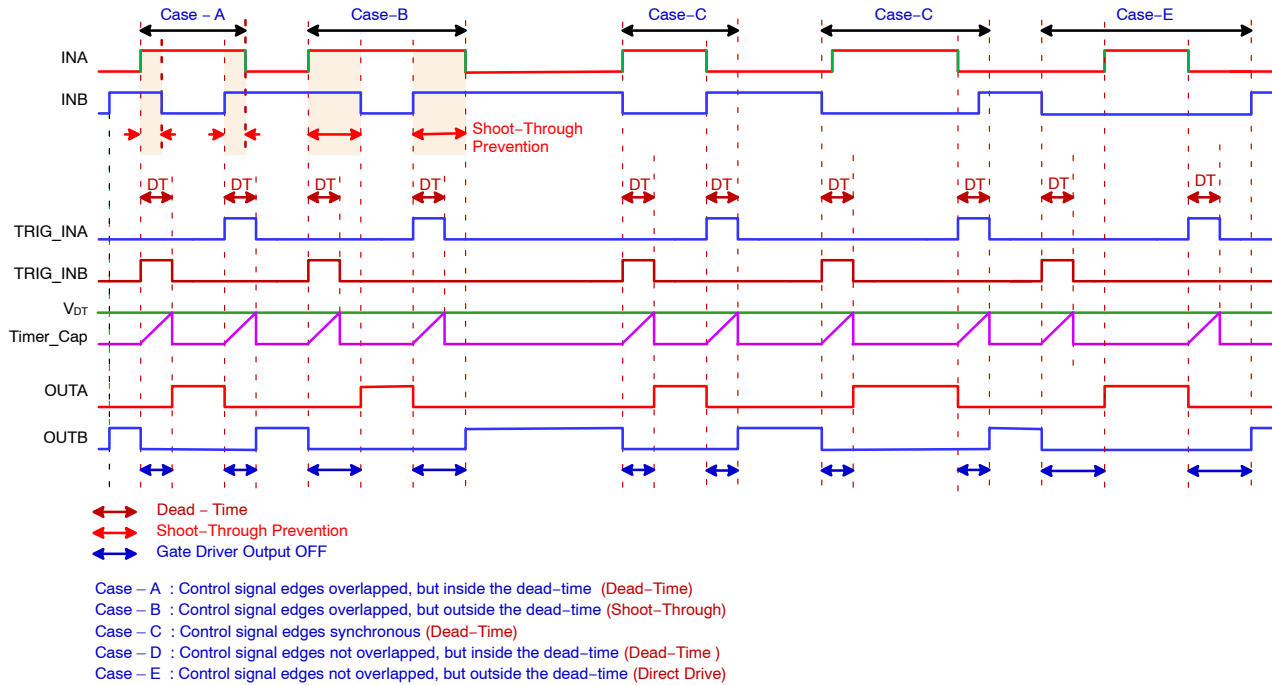 Case – A Case–B Case–C Case–C Case–E
INA
INB
Shoot–Through
Prevention
DT DT DT DT DT DT DT DT DT DT
TRIG_INA
TRIG_INB
VDT
Timer_Cap
OUTA
OUTB
Dead – Time
Shoot–Through Prevention
Gate Driver Output OFF
Case – A : Control signal edges overlapped, but inside the dead–time (Dead–Time)
Case – B : Control signal edges overlapped, but outside the dead–time (Shoot–Through)
Case – C : Control signal edges synchronous (Dead–Time)
Case – D : Control signal edges not overlapped, but inside the dead–time (Dead–Time )
Case – E : Control signal edges not overlapped, but outside the dead–time (Direct Drive)